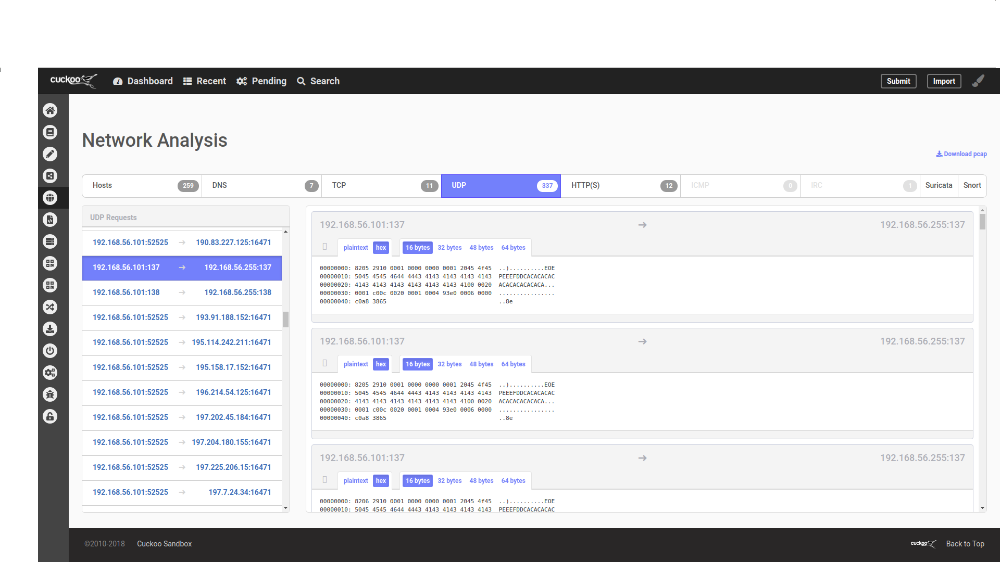 cuckoo Dashboard Recent Pending Search Submit Import
Network Analysis
Download pcap
Hosts 259 DNS 7 TCP 11 UDP 337 HTTP(S) 12 ICMP 0 IRC 1 Suricata Snort
UDP Requests
192.168.56.101:52525 → 190.83.227.125:16471
192.168.56.101:137 → 192.168.56.255:137
192.168.56.101:138 → 192.168.56.255:138
192.168.56.101:52525 → 193.91.188.152:16471
192.168.56.101:52525 → 195.114.242.211:16471
192.168.56.101:52525 → 195.158.17.152:16471
192.168.56.101:52525 → 196.214.54.125:16471
192.168.56.101:52525 → 197.202.45.184:16471
192.168.56.101:52525 → 197.204.180.155:16471
192.168.56.101:52525 → 197.225.206.15:16471
192.168.56.101:52525 → 197.7.24.34:16471
192.168.56.101:137 → 192.168.56.255:137
plaintext hex 16 bytes 32 bytes 48 bytes 64 bytes
00000000: 8205 2910 0001 0000 0000 0001 2045 4f45 ..)..........EOE
00000010: 5045 4545 4644 4443 4143 4143 4143 4143 PEEEFDDCACACACAC
00000020: 4143 4143 4143 4143 4143 4143 4100 0020 ACACACACACACA...
00000030: 0001 c00c 0020 0001 0004 93e0 0006 0000 ................
00000040: c0a8 3865 ..8e
192.168.56.101:137 → 192.168.56.255:137
plaintext hex 16 bytes 32 bytes 48 bytes 64 bytes
00000000: 8205 2910 0001 0000 0000 0001 2045 4f45 ..)..........EOE
00000010: 5045 4545 4644 4443 4143 4143 4143 4143 PEEEFDDCACACACAC
00000020: 4143 4143 4143 4143 4143 4143 4100 0020 ACACACACACACA...
00000030: 0001 c00c 0020 0001 0004 93e0 0006 0000 ................
00000040: c0a8 3865 ..8e
192.168.56.101:137 → 192.168.56.255:137
plaintext hex 16 bytes 32 bytes 48 bytes 64 bytes
00000000: 8206 2910 0001 0000 0000 0001 2045 4f45 ..)..........EOE
00000010: 5045 4545 4644 4443 4143 4143 4143 4143 PEEEFDDCACACACAC
©2010-2018 Cuckoo Sandbox cuckoo Back to Top